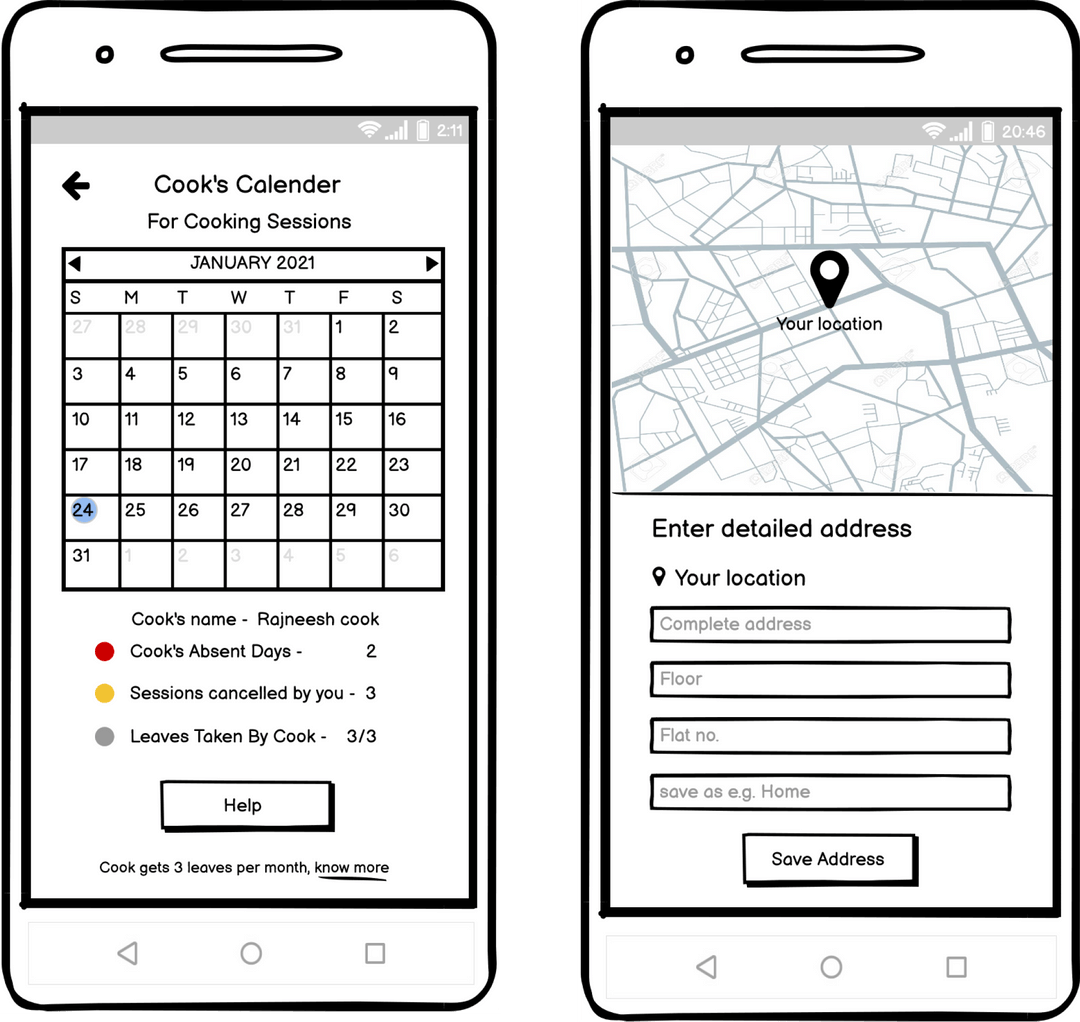 2:11
Cook's Calender
For Cooking Sessions
JANUARY 2021
S M T W T F S
27 28 29 30 31 1 2
3 4 5 6 7 8 9
10 11 12 13 14 15 16
17 18 19 20 21 22 23
24 25 26 27 28 29 30
31 1 2 3 4 5 6
Cook's name - Rajneesh cook
Cook's Absent Days - 2
Sessions cancelled by you - 3
Leaves Taken By Cook - 3/3
Help
Cook gets 3 leaves per month, know more
20:46
Your location
Enter detailed address
Your location
Complete address
Floor
Flat no.
save as e.g. Home
Save Address